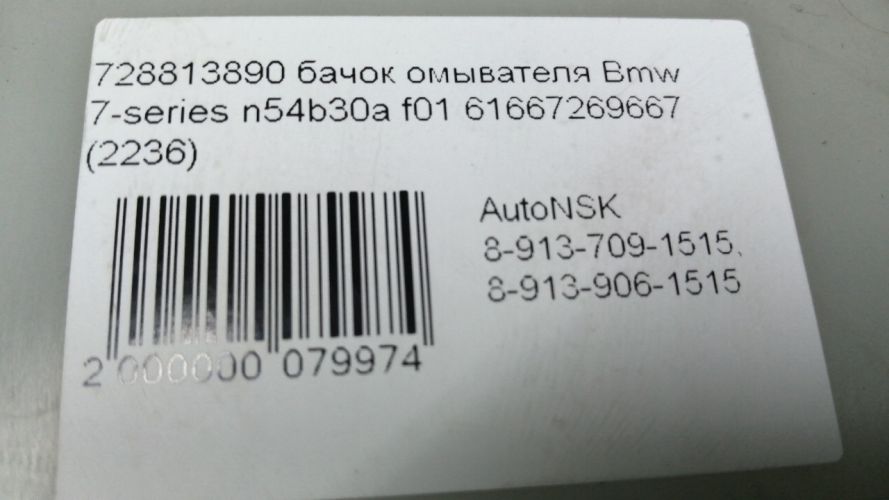 728813890 бачок омывателя Bmw
7-series n54b30a f01 61667269667
(2236)
AutoNSK
8-913-709-1515,
8-913-906-1515
2 000000 079974